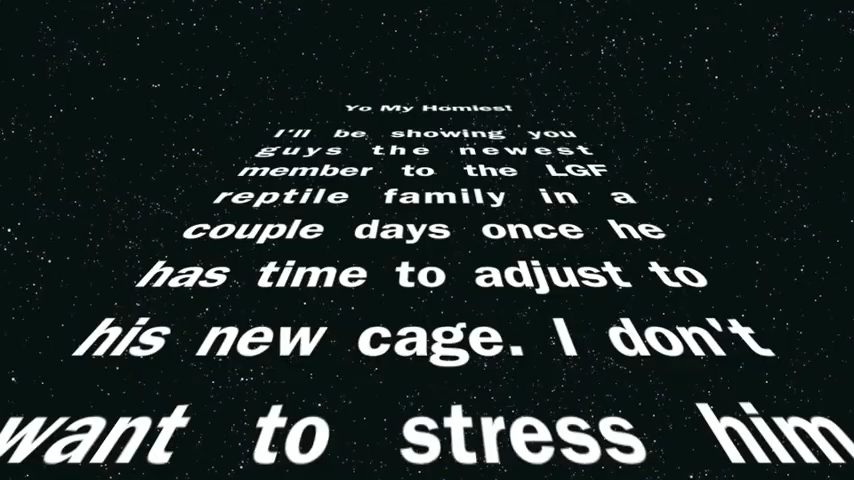 Yo My Homies!
I'll be showing you
guys the newest
member to the LGF
reptile family in a
couple days once he
has time to adjust to
his new cage. I don't
want to stress him